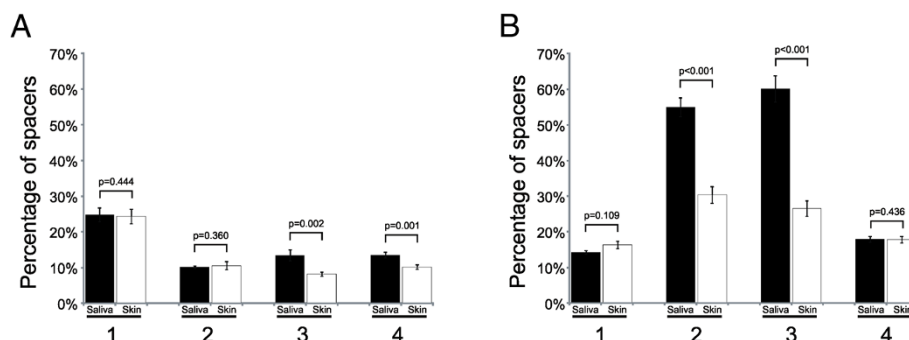 A
Percentage of spacers
70%
60%
50%
40%
30%
20%
10%
0%
p=0.444
p=0.360
p=0.002
p=0.001
Saliva Skin Saliva Skin Saliva Skin Saliva Skin
1 2 3 4
B
Percentage of spacers
70%
60%
50%
40%
30%
20%
10%
0%
p=0.109
p<0.001
p<0.001
p=0.436
Saliva Skin Saliva Skin Saliva Skin Saliva Skin
1 2 3 4